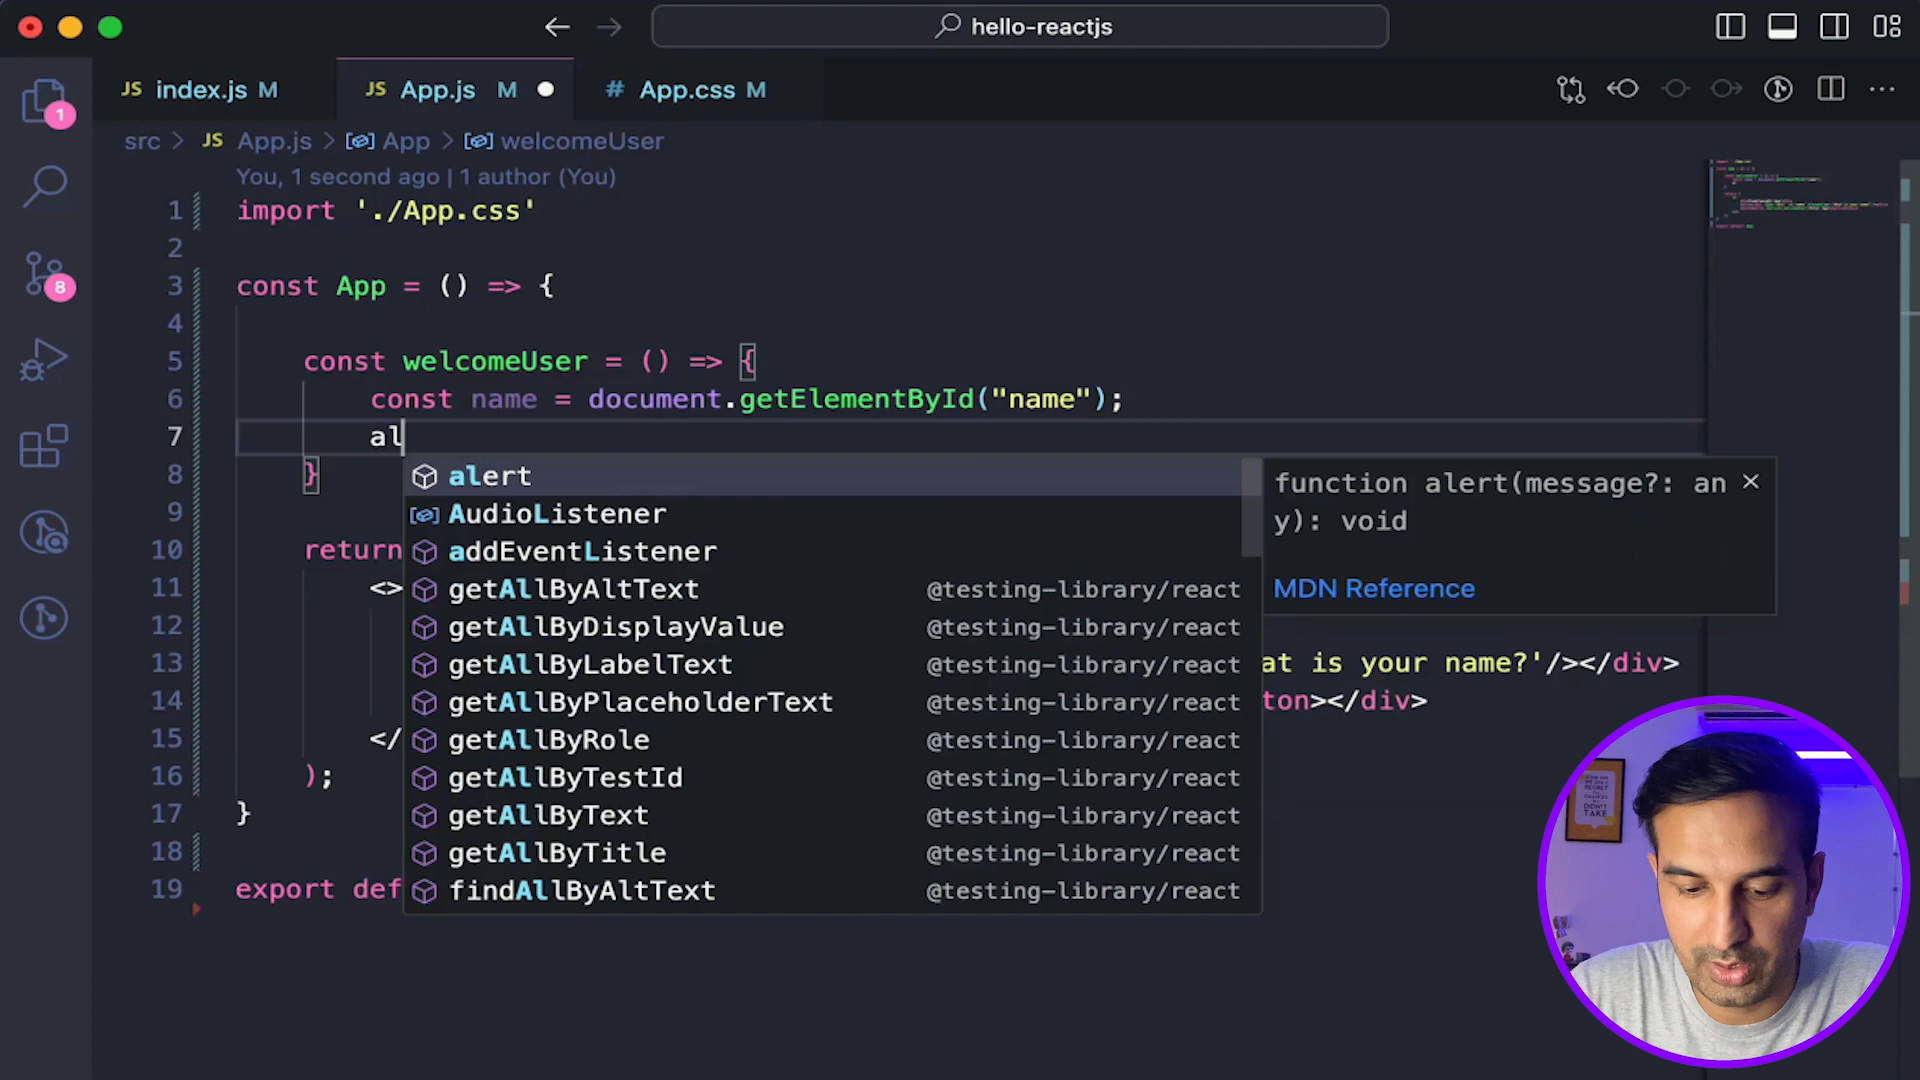 hello-reactjs
JS index.js M
JS App.js M
# App.css M
1
src > JS App.js > App > welcomeUser
You, 1 second ago | 1 author (You)
1 import './App.css'
2
3 const App = () => {
4
5 const welcomeUser = () => {
6 const name = document.getElementById("name");
7 al
8 }
9
10 return
11 <>
12
13 at is your name?'/></div>
14 ton></div>
15 </
16 );
17 }
18
19 export def
8
alert
AudioListener
addEventListener
getAllByAltText @testing-library/react
getAllByDisplayValue @testing-library/react
getAllByLabelText @testing-library/react
getAllByPlaceholderText @testing-library/react
getAllByRole @testing-library/react
getAllByTestId @testing-library/react
getAllByText @testing-library/react
getAllByTitle @testing-library/react
findAllByAltText @testing-library/react
function alert(message?: an
y): void
MDN Reference
DIDN'T
TAKE